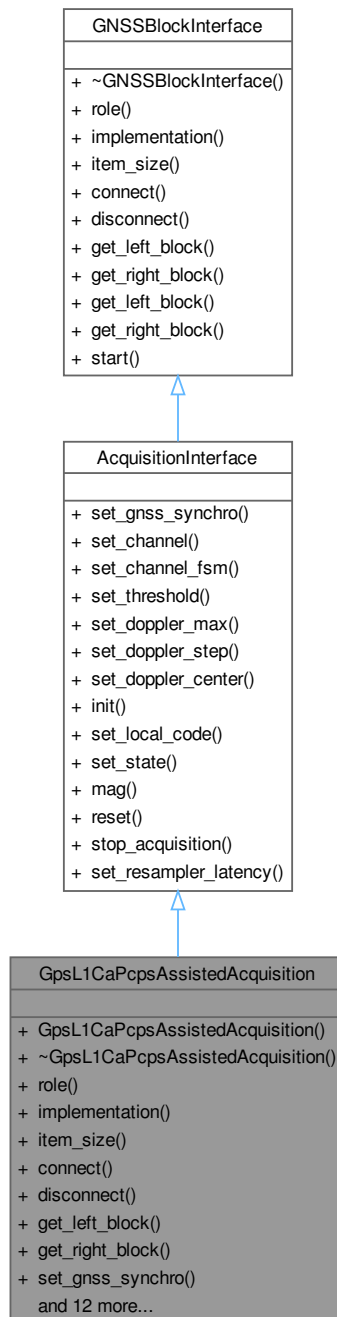 GNSSBlockInterface
+ ~GNSSBlockInterface()
+ role()
+ implementation()
+ item_size()
+ connect()
+ disconnect()
+ get_left_block()
+ get_right_block()
+ get_left_block()
+ get_right_block()
+ start()
AcquisitionInterface
+ set_gnss_synchro()
+ set_channel()
+ set_channel_fsm()
+ set_threshold()
+ set_doppler_max()
+ set_doppler_step()
+ set_doppler_center()
+ init()
+ set_local_code()
+ set_state()
+ mag()
+ reset()
+ stop_acquisition()
+ set_resampler_latency()
GpsL1CaPcpsAssistedAcquisition
+ GpsL1CaPcpsAssistedAcquisition()
+ ~GpsL1CaPcpsAssistedAcquisition()
+ role()
+ implementation()
+ item_size()
+ connect()
+ disconnect()
+ get_left_block()
+ get_right_block()
+ set_gnss_synchro()
and 12 more...